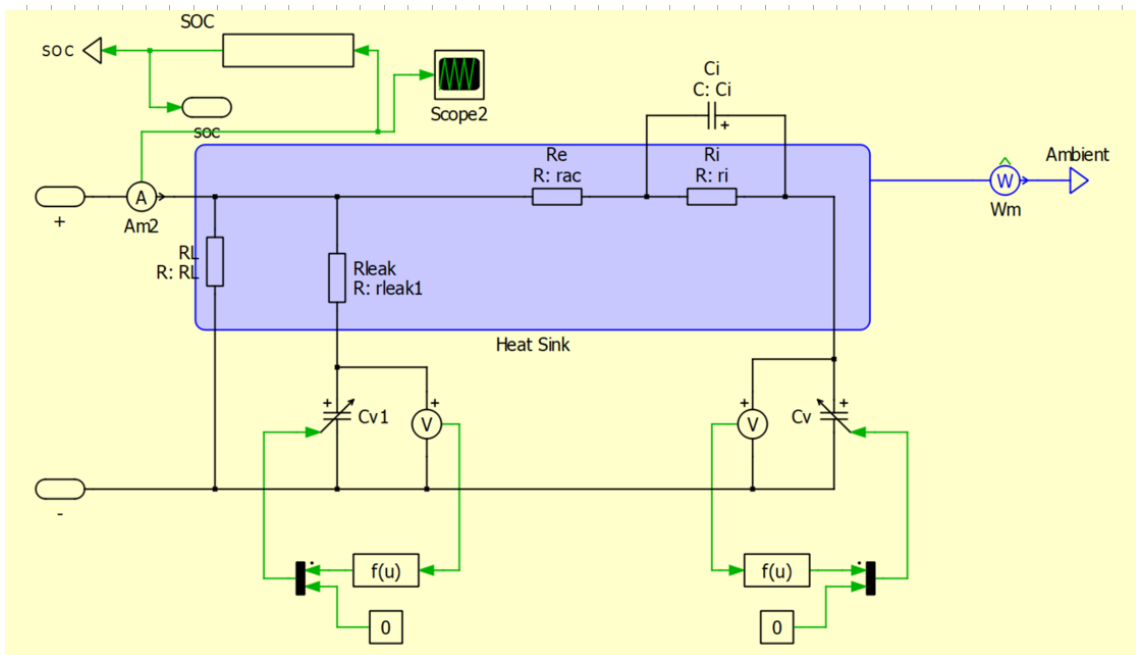 SOC
soc
soc
Scope2
Ci
C: Ci
Re
R: rac
Ri
R: ri
Ambient
W
Wm
A
Am2
+
RL
R: RL
Rleak
R: rleak1
Heat Sink
+
Cv1
+
V
+
V
+
Cv
+
-
f(u)
0
f(u)
0